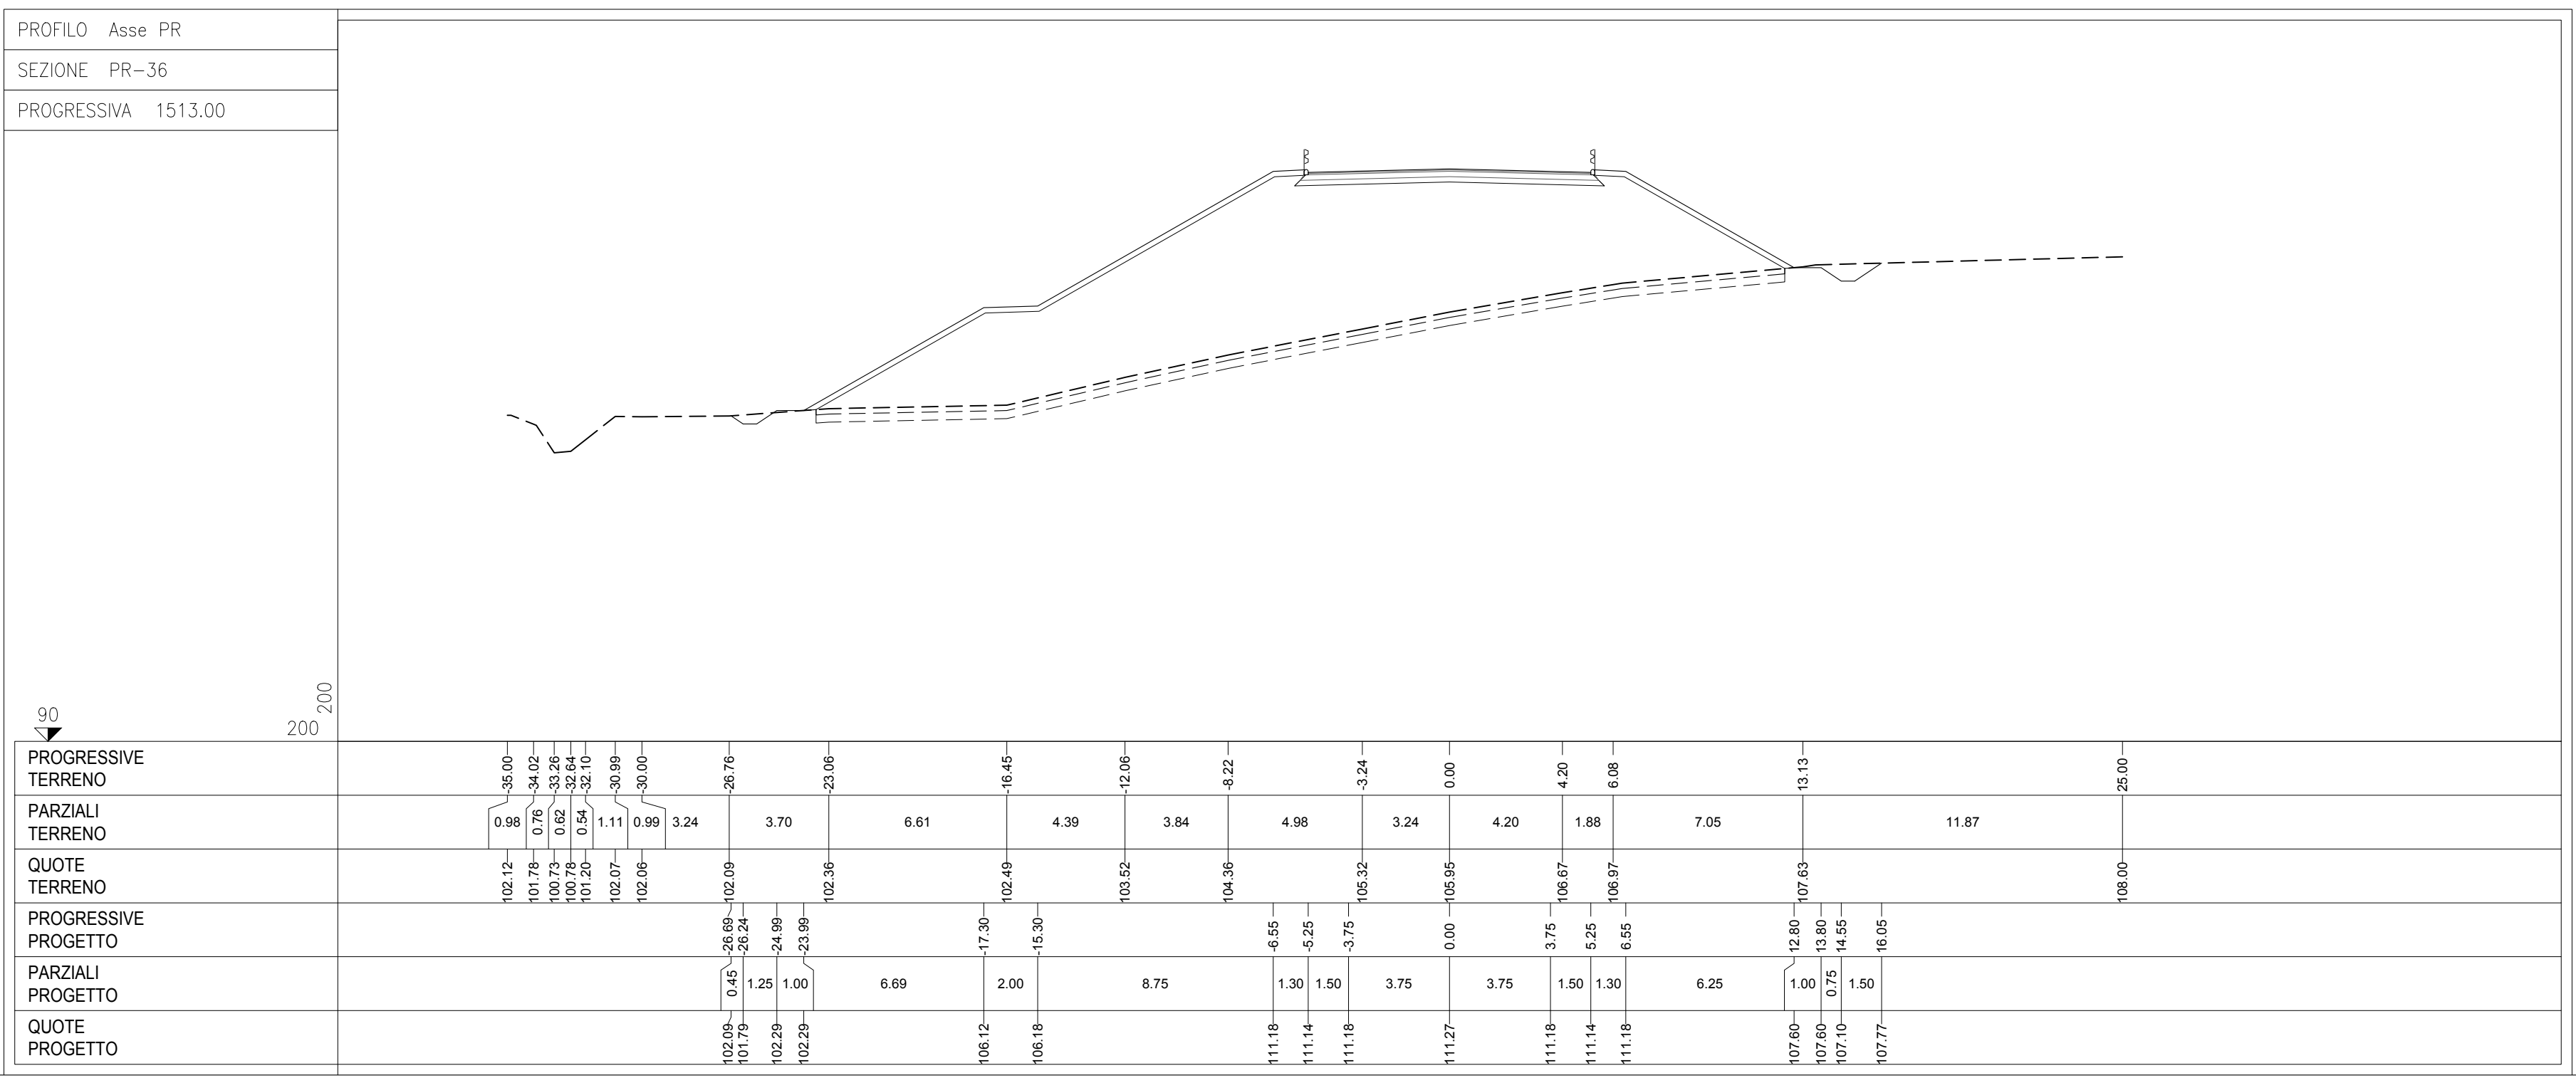 PROFILO Asse PR
SEZIONE PR-36
PROGRESSIVA 1513.00
200
90
200
PROGRESSIVE
TERRENO
-35.00 -34.02 -33.26 -32.64 -32.10 -30.99 -30.00 -26.76 -23.06 -16.45 -12.06 -8.22 -3.24 0.00 4.20 6.08 13.13 25.00
PARZIALI
TERRENO
0.98 0.76 0.62 0.54 1.11 0.99 3.24 3.70 6.61 4.39 3.84 4.98 3.24 4.20 1.88 7.05 11.87
QUOTE
TERRENO
102.12 101.78 100.73 100.78 101.20 102.07 102.06 102.09 102.36 102.49 103.52 104.36 105.32 105.95 106.67 106.97 107.63 108.00
PROGRESSIVE
PROGETTO
-26.69 -26.24 -24.99 -23.99 -17.30 -15.30 -6.55 -5.25 -3.75 0.00 3.75 5.25 6.55 12.80 13.80 14.55 16.05
PARZIALI
PROGETTO
0.45 1.25 1.00 6.69 2.00 8.75 1.30 1.50 3.75 3.75 1.50 1.30 6.25 1.00 0.75 1.50
QUOTE
PROGETTO
102.09 101.79 102.29 102.29 106.12 106.18 111.18 111.14 111.18 111.27 111.18 111.14 111.18 107.60 107.60 107.10 107.77